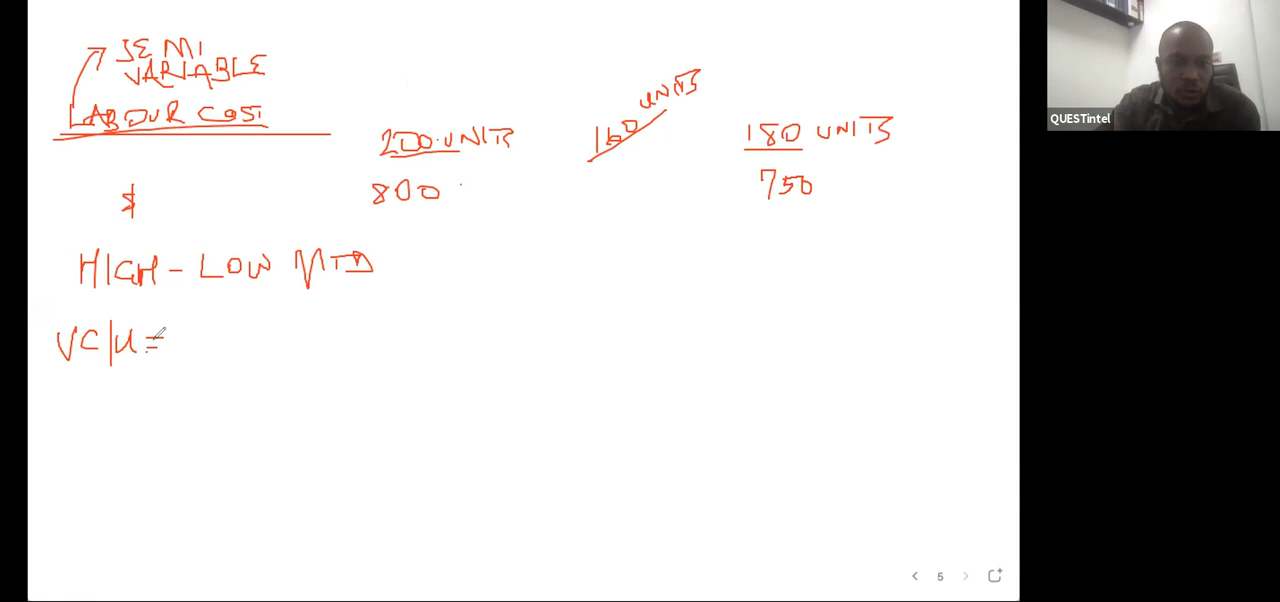 SEMI
VARIABLE
LABOUR COST
200 UNITS
160 UNITS
180 UNITS
$
800
750
HIGH - LOW MTD
VC/U =
5
QUESTintel